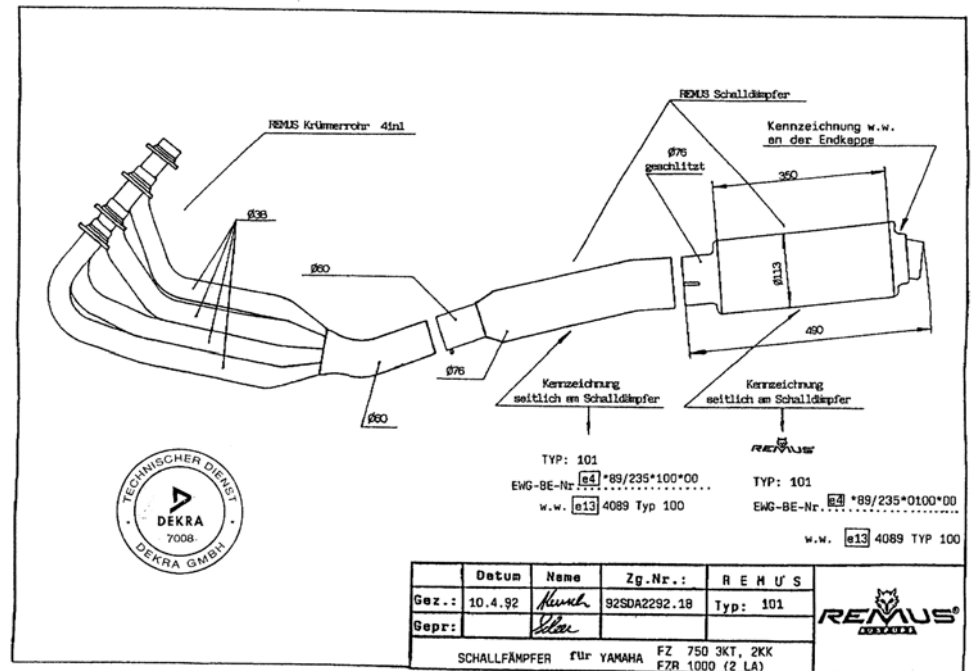 REMUS Schalldämpfer
REMUS Krümmerrohr 4in1
Kennzeichnung w.w.
an der Endkappe
Ø76
geschlitzt
350
Ø38
Ø60
Ø113
490
Ø76
Ø60
Kennzeichnung
seitlich am Schalldämpfer
Kennzeichnung
seitlich am Schalldämpfer
REMUS
TYP: 101
EWG-BE-Nr. e4 *89/235*100*00
w.w. e13 4089 Typ 100
TYP: 101
EWG-BE-Nr. e4 *89/235*0100*00
w.w. e13 4089 TYP 100
TECHNISCHER DIENST
DEKRA
7008
DEKRA GMBH
Datum Name Zg.Nr.: REMUS
Gez.: 10.4.92 92SDA2292.18 Typ: 101
Gepr:
REMUS®
AUSPUFF
SCHALLFÄMPFER für YAMAHA FZ 750 3KT, 2KK
FZR 1000 (2 LA)